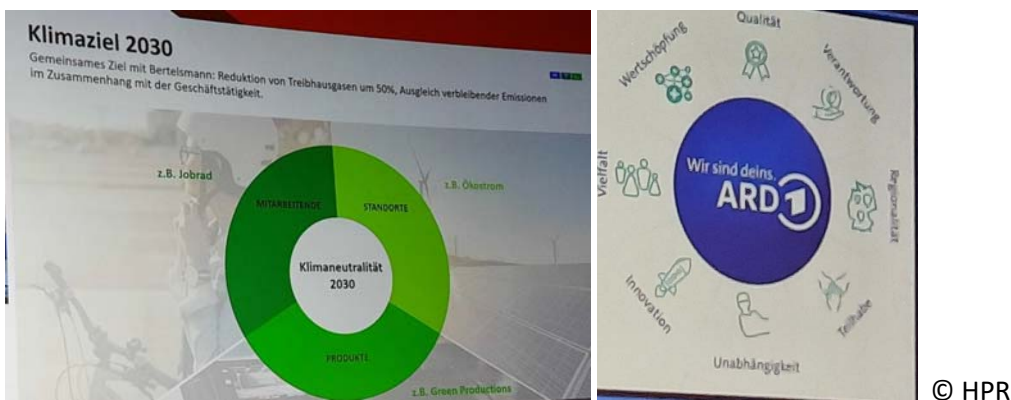 Klimaziel 2030
Gemeinsames Ziel mit Bertelsmann: Reduktion von Treibhausgasen um 50%, Ausgleich verbleibender Emissionen
im Zusammenhang mit der Geschäftstätigkeit.
z.B. Jobrad
z.B. Ökostrom
MITARBEITENDE
STANDORTE
Klimaneutralität
2030
PRODUKTE
z.B. Green Productions
Qualität
Wertschöpfung
Verantwortung
Vielfalt
Wir sind deins.
ARD 1
Regionalität
Innovation
Teilhabe
Unabhängigkeit
© HPR